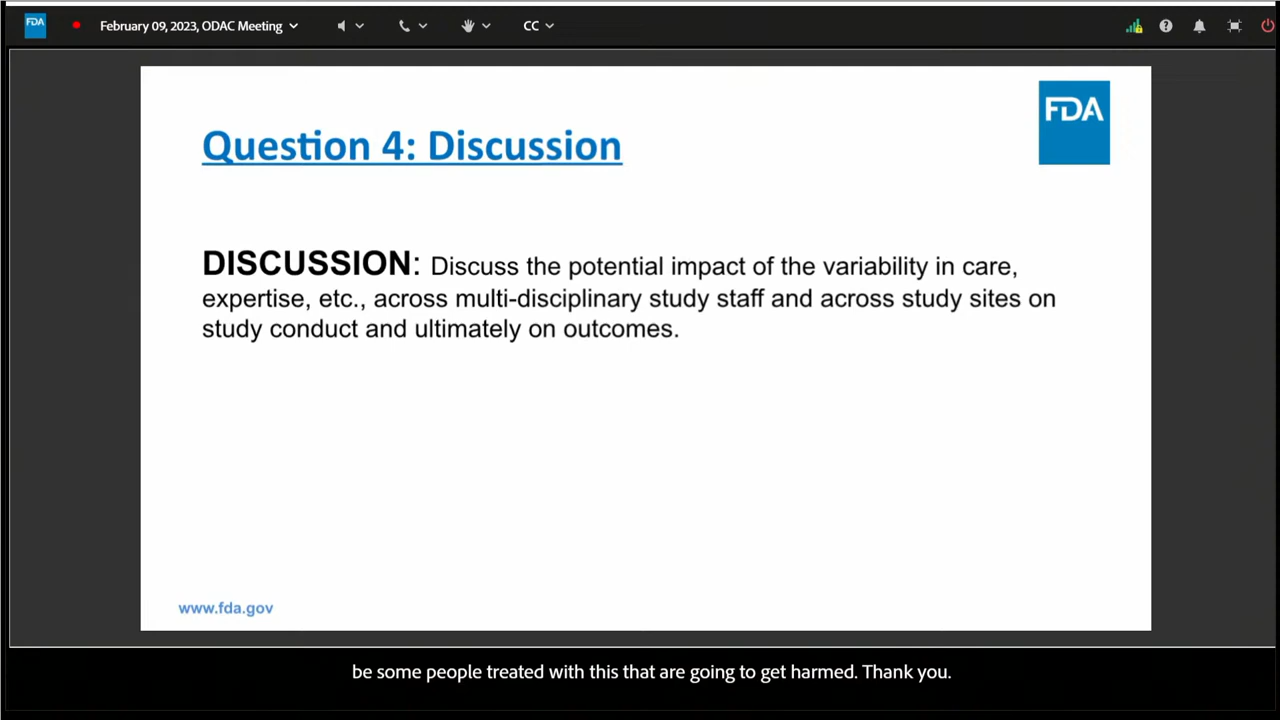 FDA
February 09, 2023, ODAC Meeting
CC
FDA
Question 4: Discussion
DISCUSSION: Discuss the potential impact of the variability in care,
expertise, etc., across multi-disciplinary study staff and across study sites on
study conduct and ultimately on outcomes.
www.fda.gov
be some people treated with this that are going to get harmed. Thank you.